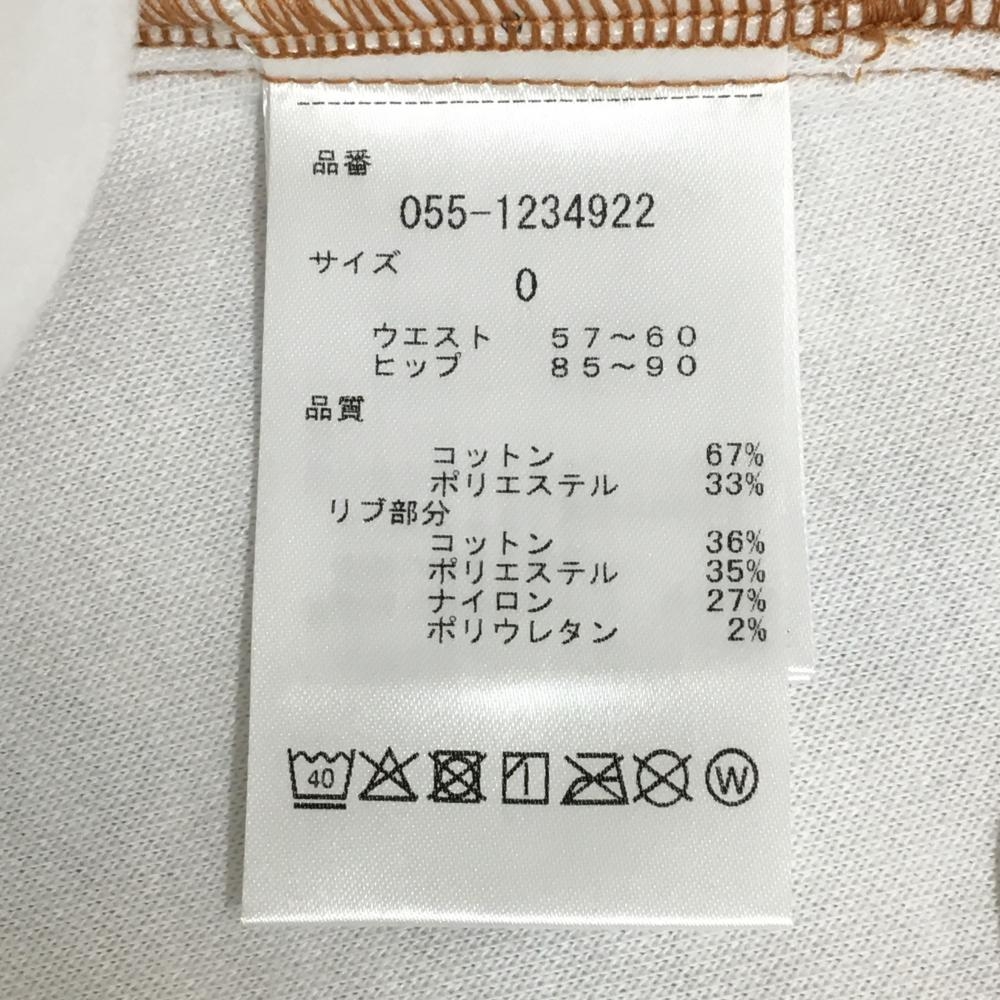 品番
055-1234922
サイズ
0
ウエスト 57〜60
ヒップ 85〜90
品質
コットン 67%
ポリエステル 33%
リブ部分
コットン 36%
ポリエステル 35%
ナイロン 27%
ポリウレタン 2%
40 W